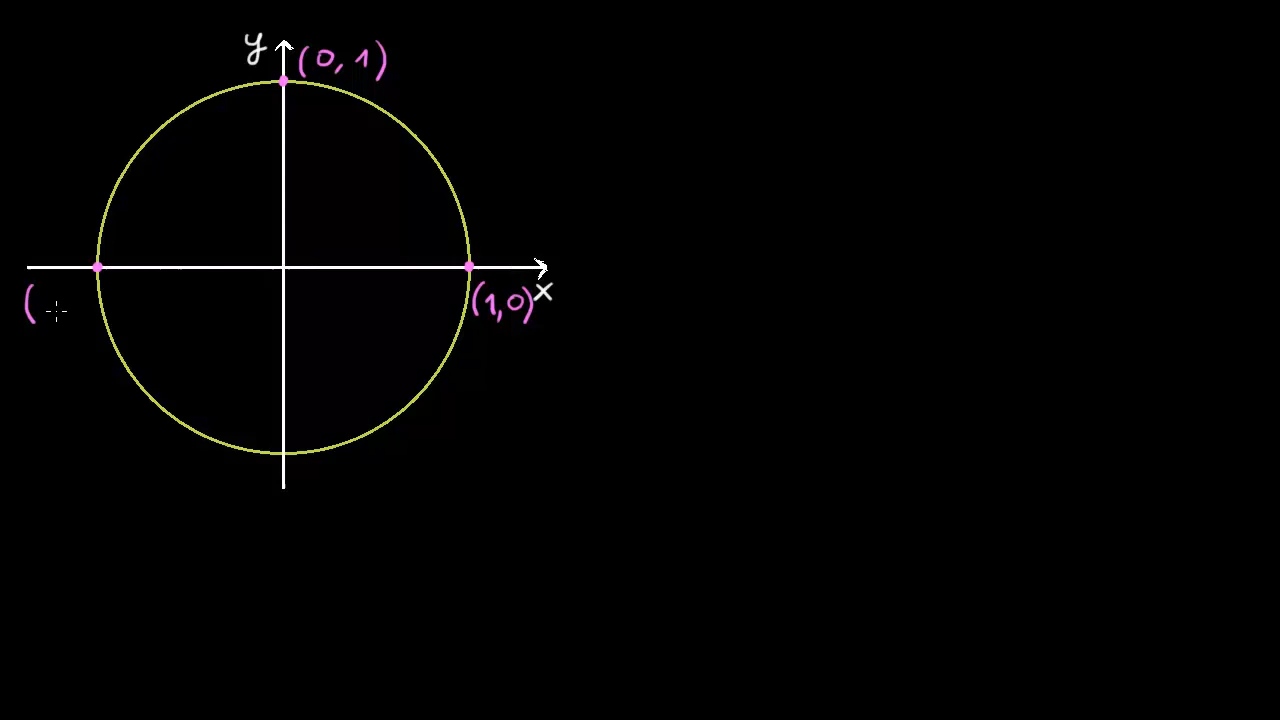 y
(0, 1)
(
(1,0)
x